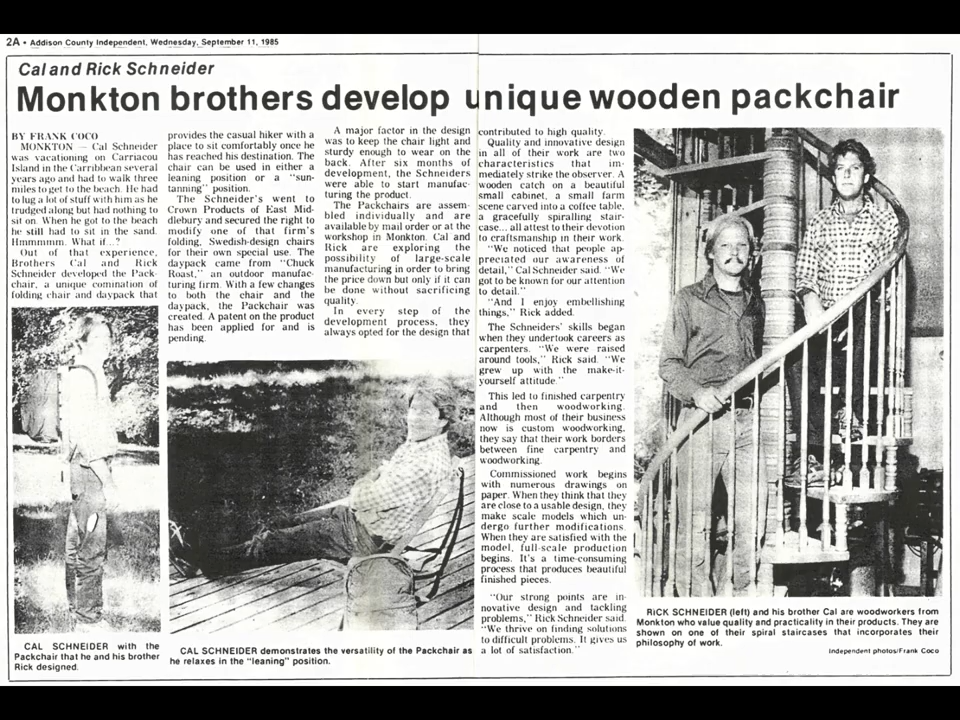 2A • Addison County Independent, Wednesday, September 11, 1985
Cal and Rick Schneider
Monkton brothers develop unique wooden packchair
BY FRANK COCO
MONKTON — Cal Schneider
was vacationing on Carriacou
Island in the Carribbean several
years ago and had to walk three
miles to get to the beach. He had
to lug a lot of stuff with him as he
trudged along but had nothing to
sit on. When he got to the beach
he still had to sit in the sand.
Hmmmmm. What if...?
Out of that experience,
Brothers Cal and Rick
Schneider developed the Pack-
chair, a unique comination of
folding chair and daypack that
provides the casual hiker with a
place to sit comfortably once he
has reached his destination. The
chair can be used in either a
leaning position or a "sun-
tanning" position.
The Schneider's went to
Crown Products of East Mid-
dlebury and secured the right to
modify one of that firm's
folding, Swedish-design chairs
for their own special use. The
daypack came from "Chuck
Roast," an outdoor manufac-
turing firm. With a few changes
to both the chair and the
daypack, the Packchair was
created. A patent on the product
has been applied for and is
pending.
A major factor in the design
was to keep the chair light and
sturdy enough to wear on the
back. After six months of
development, the Schneiders
were able to start manufac-
turing the product.
The Packchairs are assem-
bled individually and are
available by mail order or at the
workshop in Monkton. Cal and
Rick are exploring the
possibility of large-scale
manufacturing in order to bring
the price down but only if it can
be done without sacrificing
quality.
In every step of the
development process, they
always opted for the design that
contributed to high quality.
Quality and innovative design
in all of their work are two
characteristics that im-
mediately strike the observer. A
wooden catch on a beautiful
small cabinet, a small farm
scene carved into a coffee table,
a gracefully spiralling stair-
case... all attest to their devotion
to craftsmanship in their work.
"We noticed that people ap-
preciated our awareness of
detail," Cal Schneider said. "We
got to be known for our attention
to detail."
"And I enjoy embellishing
things," Rick added.
The Schneiders' skills began
when they undertook careers as
carpenters. "We were raised
around tools," Rick said. "We
grew up with the make-it-
yourself attitude."
This led to finished carpentry
and then woodworking.
Although most of their business
now is custom woodworking,
they say that their work borders
between fine carpentry and
woodworking.
Commissioned work begins
with numerous drawings on
paper. When they think that they
are close to a usable design, they
make scale models which un-
dergo further modifications.
When they are satisfied with the
model, full-scale production
begins. It's a time-consuming
process that produces beautiful
finished pieces.
"Our strong points are in-
novative design and tackling
problems," Rick Schneider said.
"We thrive on finding solutions
to difficult problems. It gives us
a lot of satisfaction."
CAL SCHNEIDER with the
Packchair that he and his brother
Rick designed.
CAL SCHNEIDER demonstrates the versatility of the Packchair as
he relaxes in the "leaning" position.
RICK SCHNEIDER (left) and his brother Cal are woodworkers from
Monkton who value quality and practicality in their products. They are
shown on one of their spiral staircases that incorporates their
philosophy of work.
Independent photos/Frank Coco